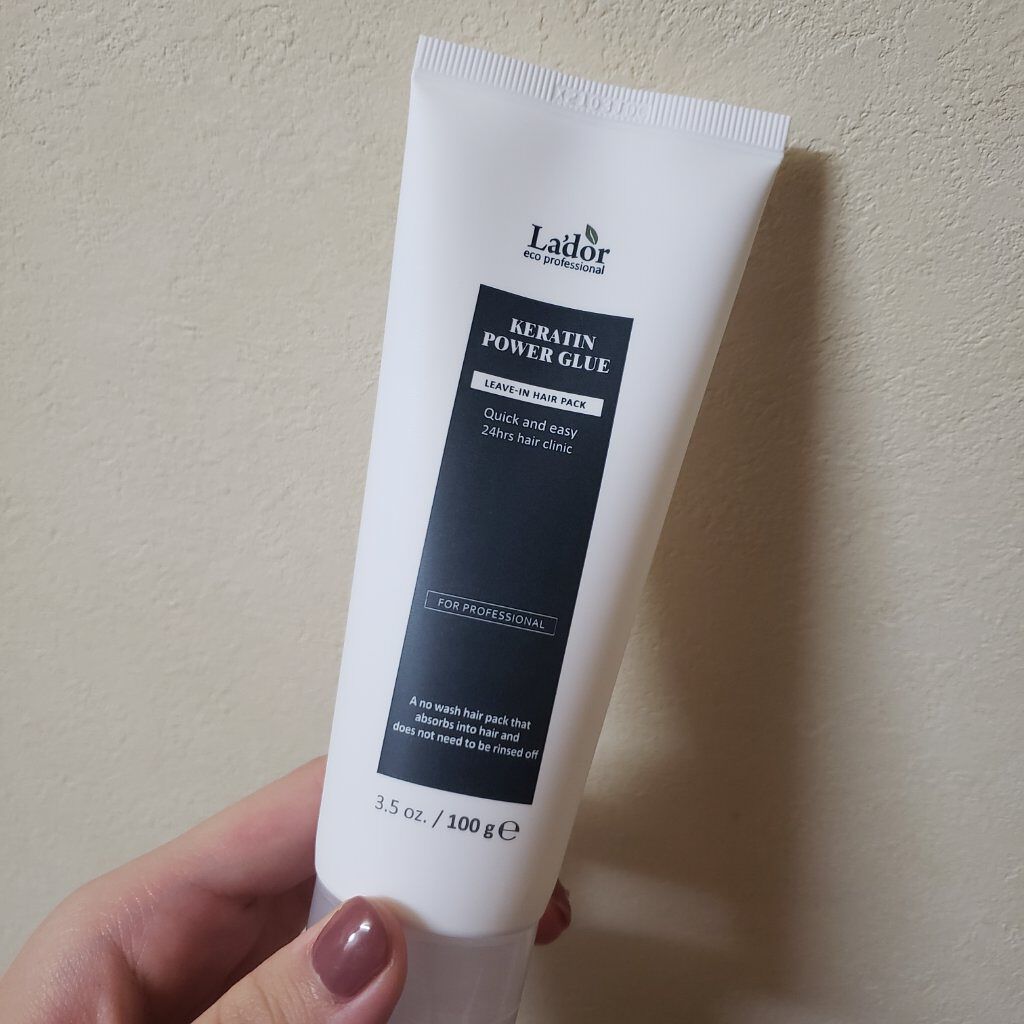 La'dor
eco professional
KERATIN
POWER GLUE
LEAVE-IN HAIR PACK
Quick and easy
24hrs hair clinic
FOR PROFESSIONAL
A no wash hair pack that
absorbs into hair and
does not need to be rinsed off
3.5 oz. / 100 g ℮